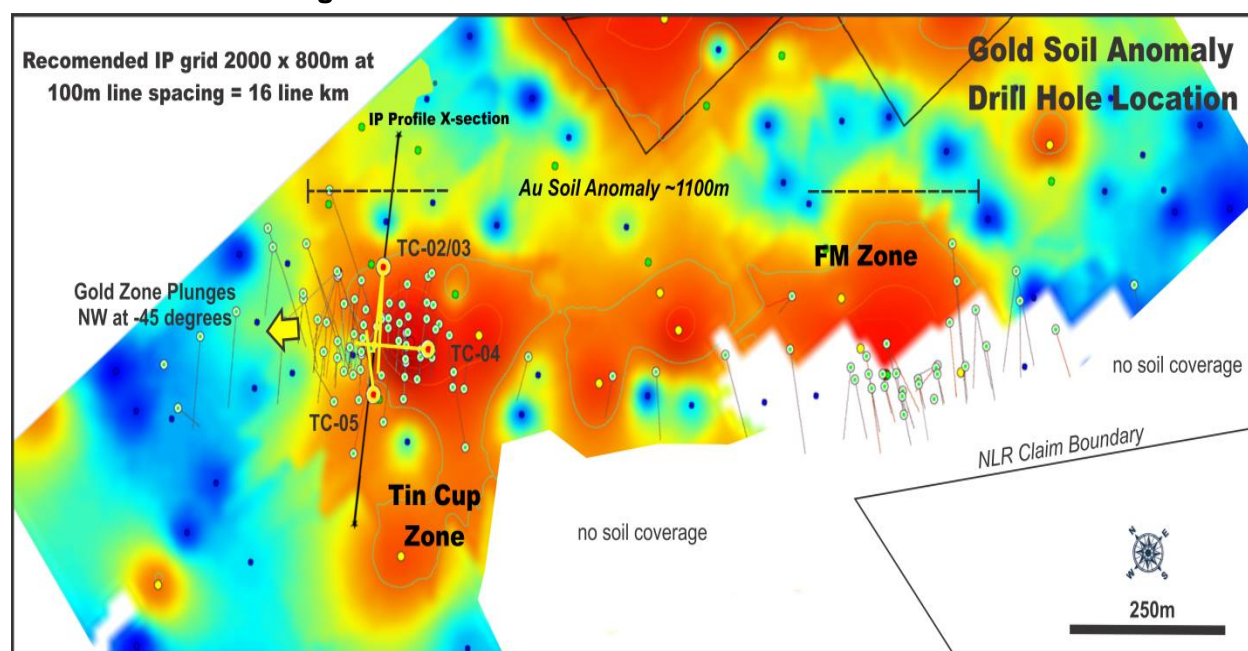 Recomended IP grid 2000 x 800m at
100m line spacing = 16 line km
Gold Soil Anomaly
Drill Hole Location
IP Profile X-section
Au Soil Anomaly ~1100m
TC-02/03
FM Zone
Gold Zone Plunges
NW at -45 degrees
TC-04
no soil coverage
TC-05
NLR Claim Boundary
Tin Cup
Zone
no soil coverage
N
E
W
S
250m